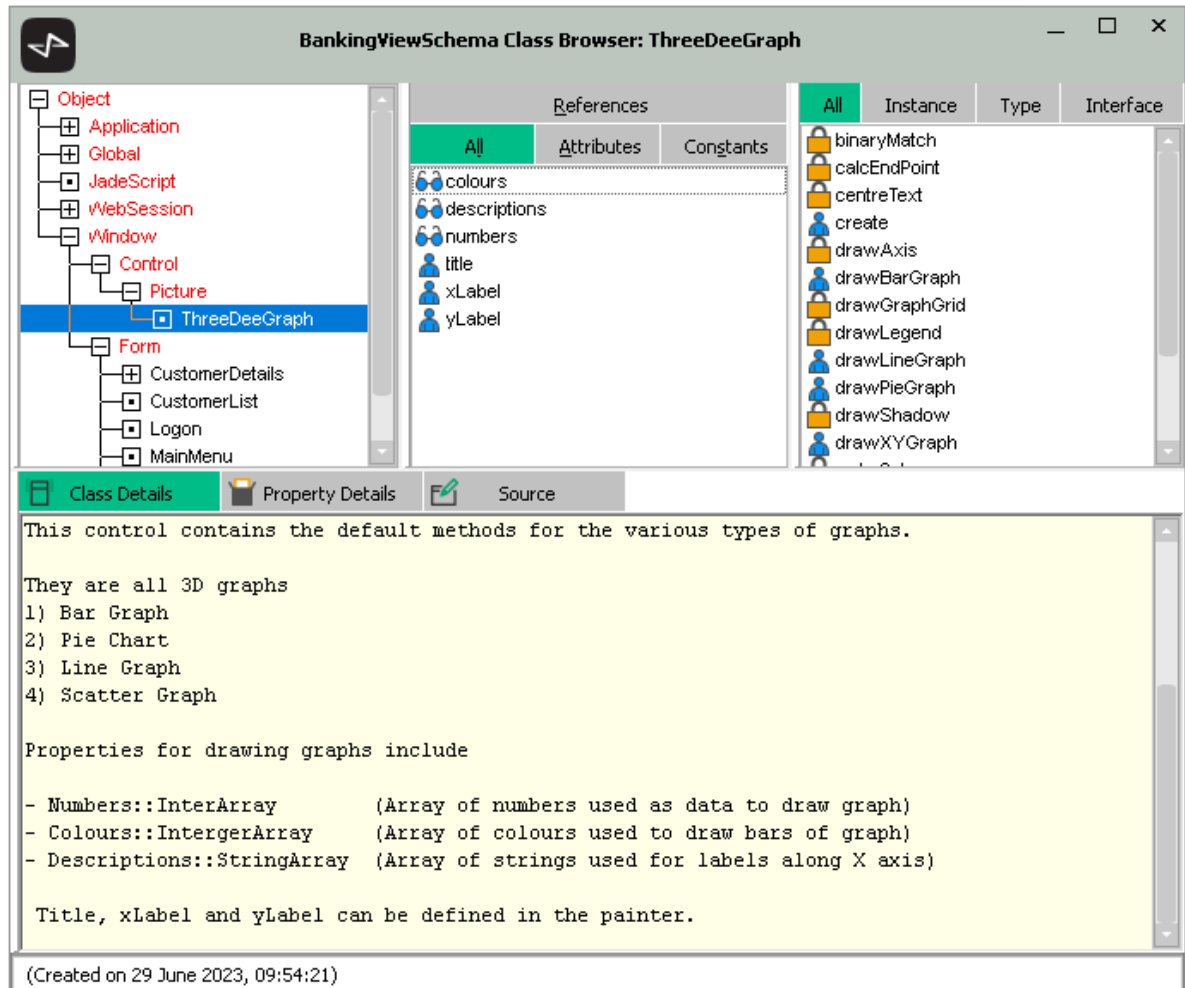 BankingViewSchema Class Browser: ThreeDeeGraph
Object
Application
Global
JadeScript
WebSession
Window
Control
Picture
ThreeDeeGraph
Form
CustomerDetails
CustomerList
Logon
MainMenu
References
All Attributes Constants
colours
descriptions
numbers
title
xLabel
yLabel
All Instance Type Interface
binaryMatch
calcEndPoint
centreText
create
drawAxis
drawBarGraph
drawGraphGrid
drawLegend
drawLineGraph
drawPieGraph
drawShadow
drawXYGraph
Class Details Property Details Source
This control contains the default methods for the various types of graphs.
They are all 3D graphs
1) Bar Graph
2) Pie Chart
3) Line Graph
4) Scatter Graph
Properties for drawing graphs include
- Numbers::InterArray (Array of numbers used as data to draw graph)
- Colours::IntergerArray (Array of colours used to draw bars of graph)
- Descriptions::StringArray (Array of strings used for labels along X axis)
Title, xLabel and yLabel can be defined in the painter.
(Created on 29 June 2023, 09:54:21)